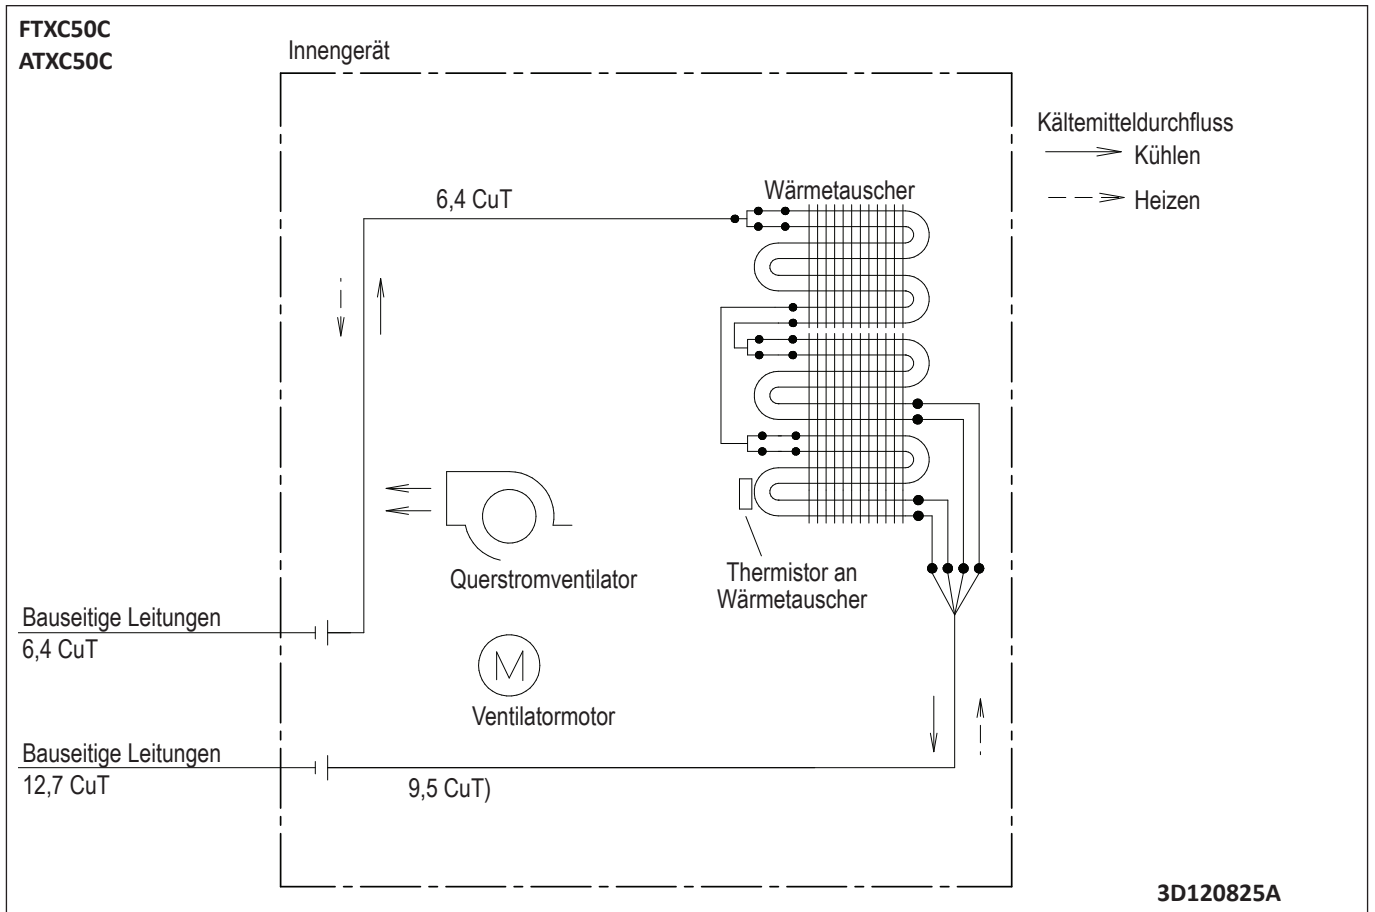 FTXC50C
ATXC50C
Innengerät
Kältemitteldurchfluss
Kühlen
Heizen
6,4 CuT
Wärmetauscher
Querstromventilator
Thermistor an
Wärmetauscher
Bauseitige Leitungen
6,4 CuT
M
Ventilatormotor
Bauseitige Leitungen
12,7 CuT
9,5 CuT)
3D120825A